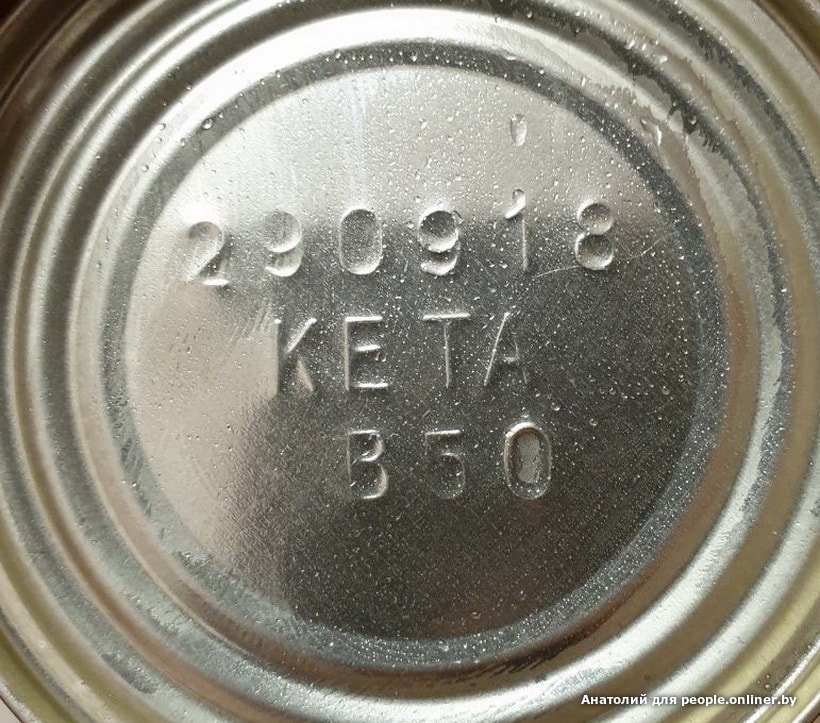 290918
КЕТА
В50
Анатолий для people.onliner.by